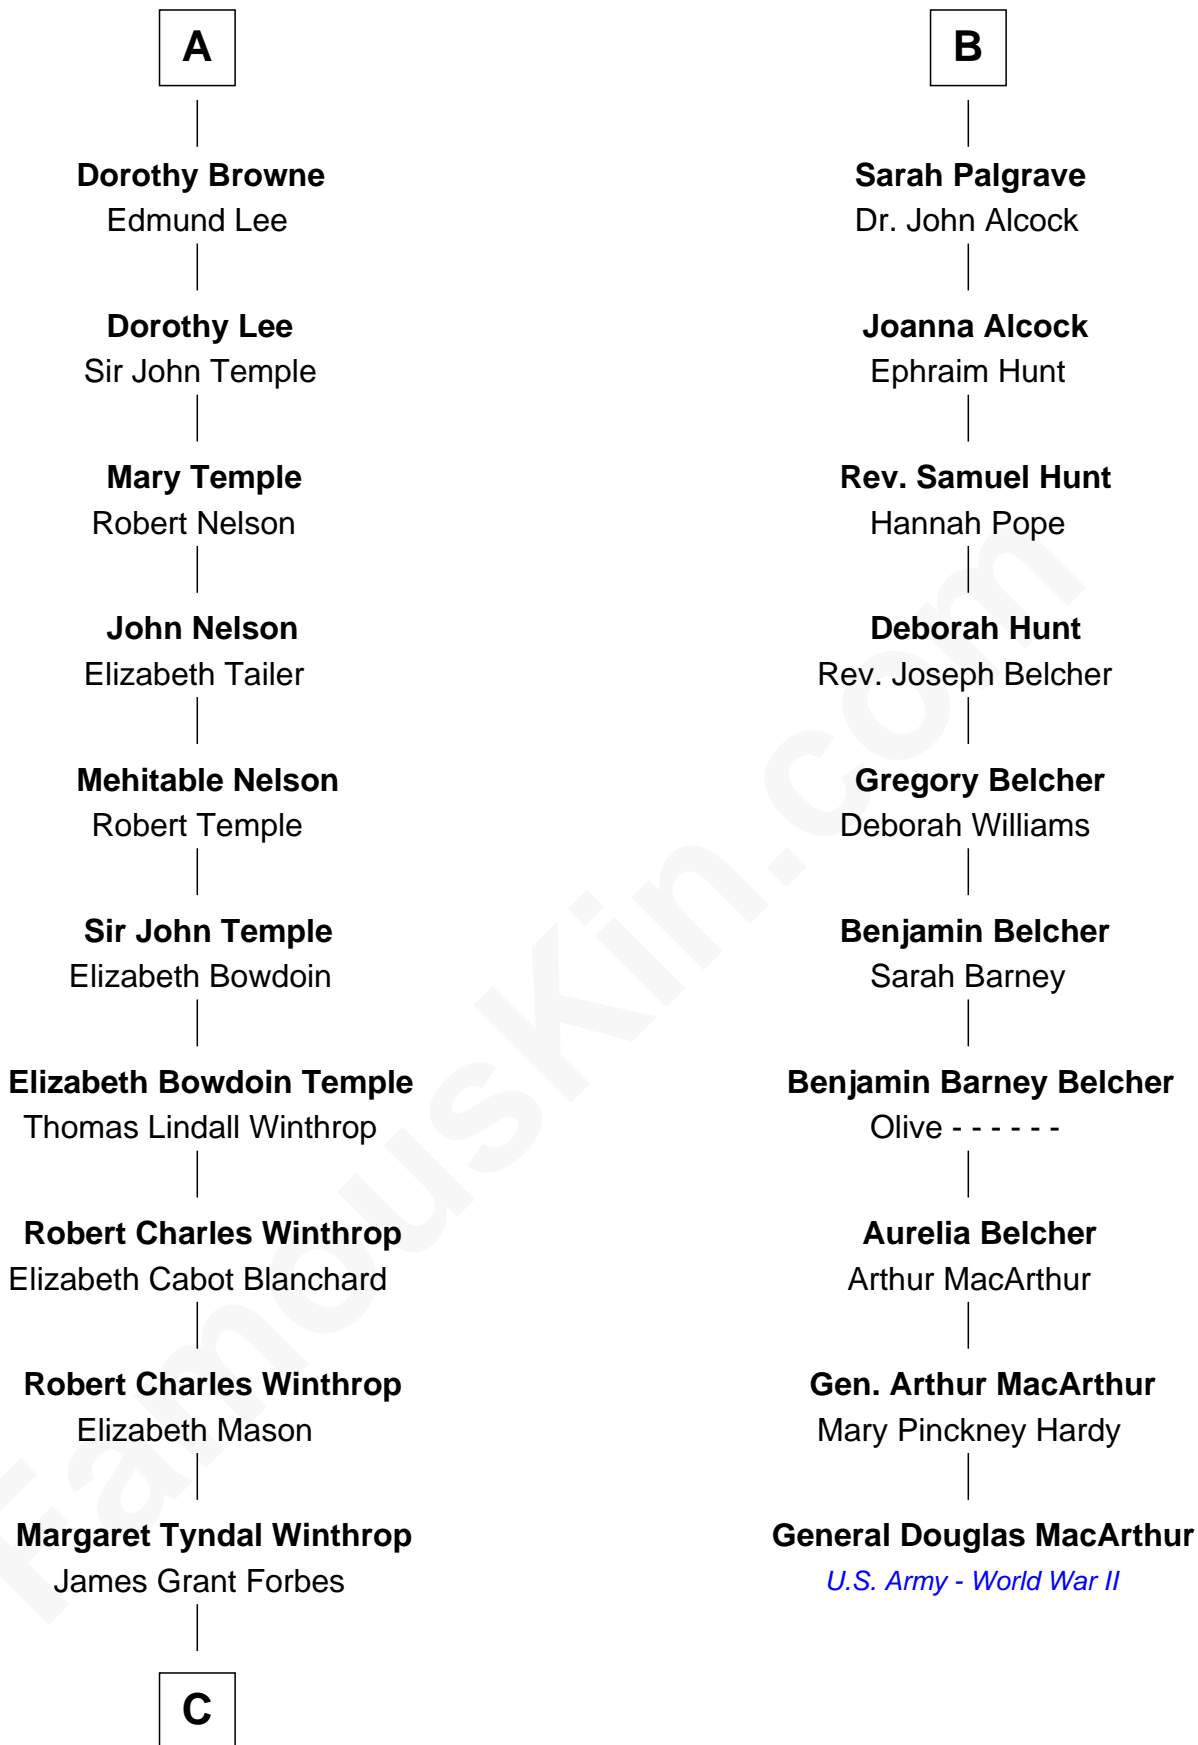 A
Dorothy Browne
Edmund Lee
Dorothy Lee
Sir John Temple
Mary Temple
Robert Nelson
John Nelson
Elizabeth Tailer
Mehitable Nelson
Robert Temple
Sir John Temple
Elizabeth Bowdoin
Elizabeth Bowdoin Temple
Thomas Lindall Winthrop
Robert Charles Winthrop
Elizabeth Cabot Blanchard
Robert Charles Winthrop
Elizabeth Mason
Margaret Tyndal Winthrop
James Grant Forbes
C
B
Sarah Palgrave
Dr. John Alcock
Joanna Alcock
Ephraim Hunt
Rev. Samuel Hunt
Hannah Pope
Deborah Hunt
Rev. Joseph Belcher
Gregory Belcher
Deborah Williams
Benjamin Belcher
Sarah Barney
Benjamin Barney Belcher
Olive - - - - - -
Aurelia Belcher
Arthur MacArthur
Gen. Arthur MacArthur
Mary Pinckney Hardy
General Douglas MacArthur
U.S. Army - World War II
FamousKin.com